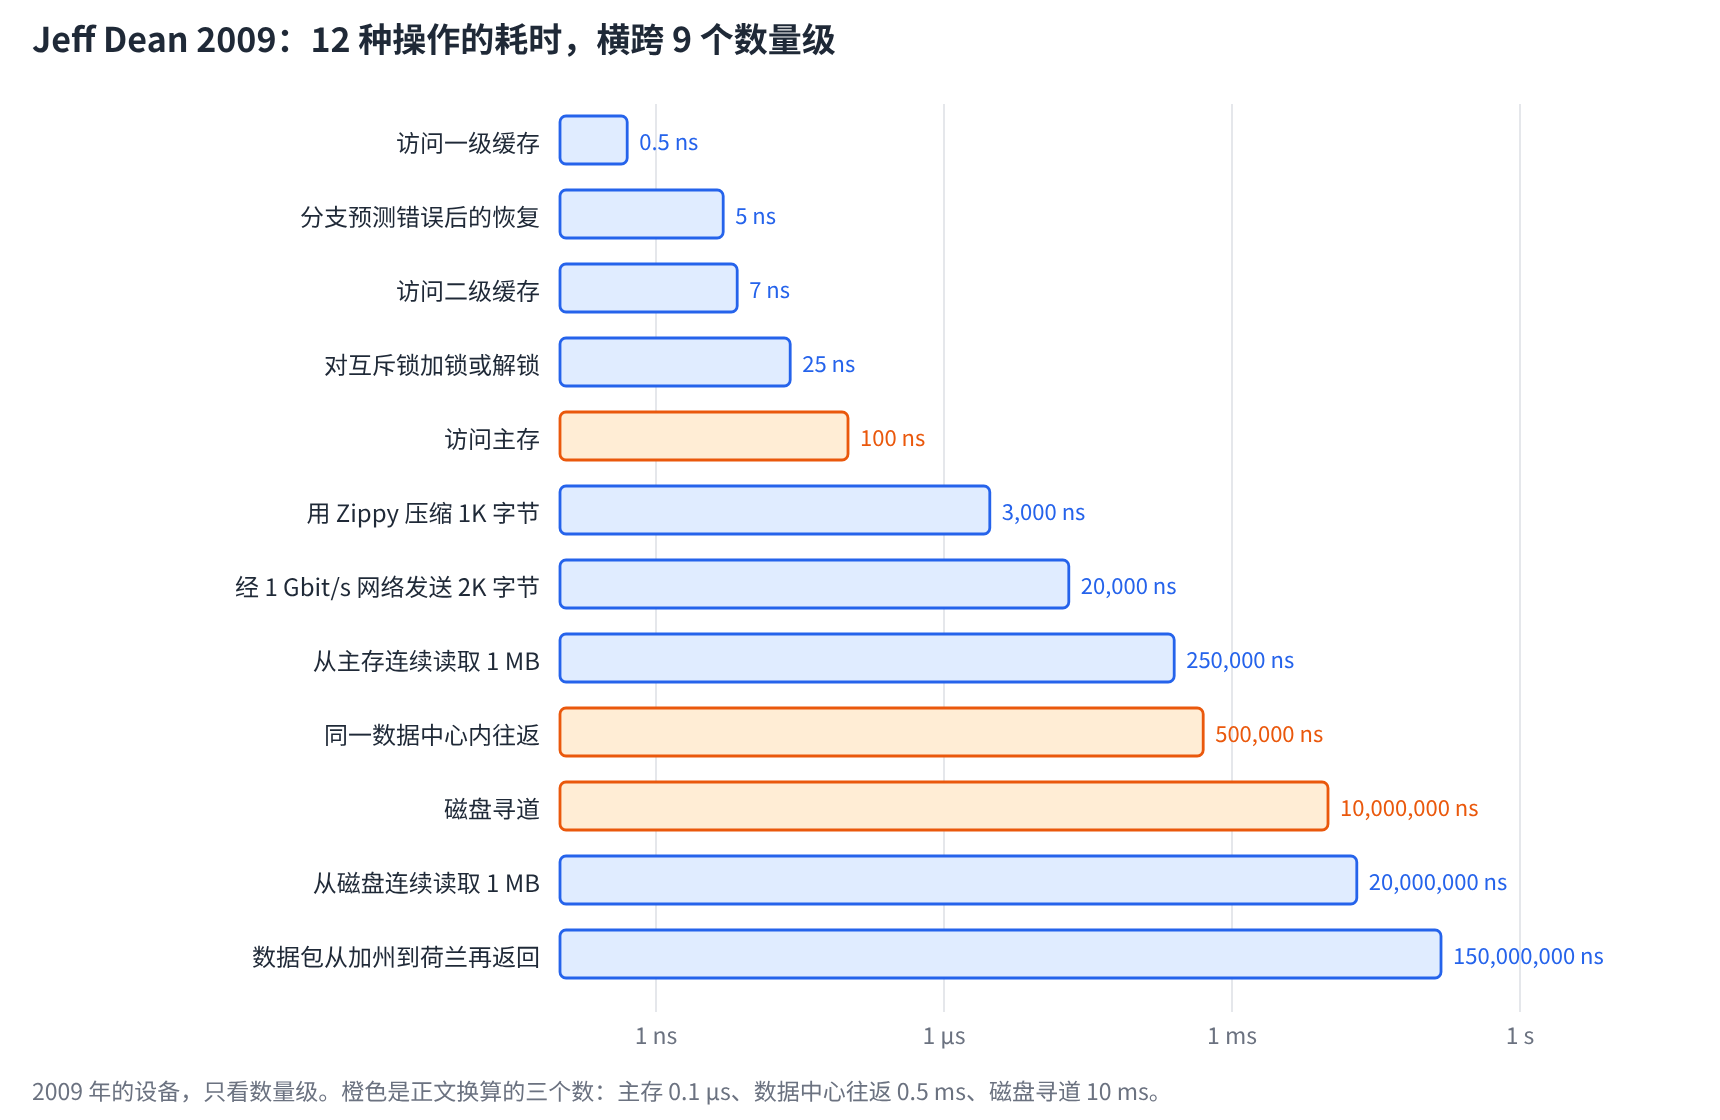 Jeff Dean 2009：12 种操作的耗时，横跨 9 个数量级
访问一级缓存 0.5 ns
分支预测错误后的恢复 5 ns
访问二级缓存 7 ns
对互斥锁加锁或解锁 25 ns
访问主存 100 ns
用 Zippy 压缩 1K 字节 3,000 ns
经 1 Gbit/s 网络发送 2K 字节 20,000 ns
从主存连续读取 1 MB 250,000 ns
同一数据中心内往返 500,000 ns
磁盘寻道 10,000,000 ns
从磁盘连续读取 1 MB 20,000,000 ns
数据包从加州到荷兰再返回 150,000,000 ns
1 ns 1 μs 1 ms 1 s
2009 年的设备，只看数量级。橙色是正文换算的三个数：主存 0.1 μs、数据中心往返 0.5 ms、磁盘寻道 10 ms。